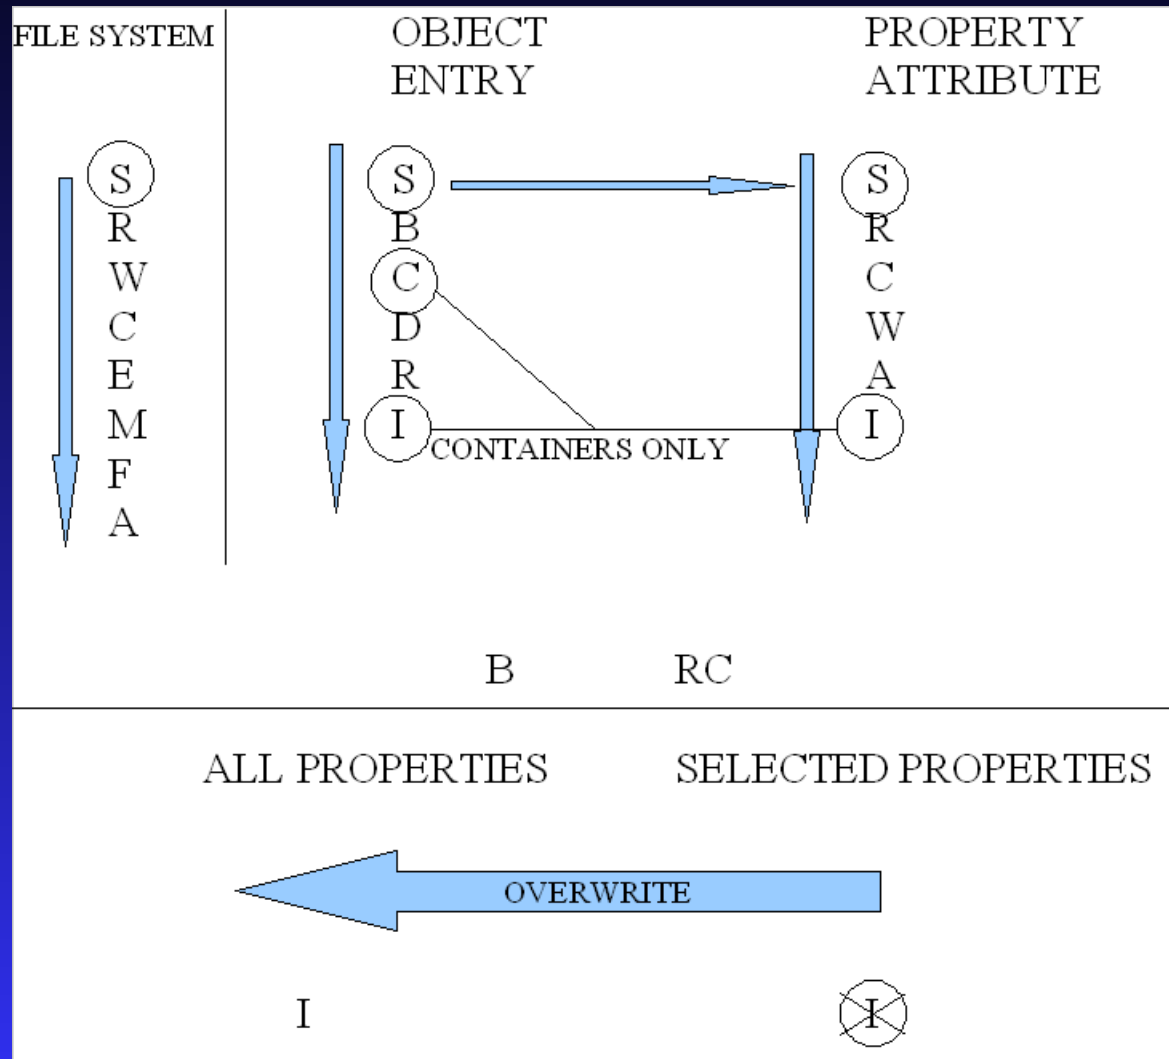 FILE SYSTEM
S
R
W
C
E
M
F
A
OBJECT
ENTRY
S
B
C
D
R
I
PROPERTY
ATTRIBUTE
S
R
C
W
A
I
CONTAINERS ONLY
B RC
ALL PROPERTIES SELECTED PROPERTIES
OVERWRITE
I I